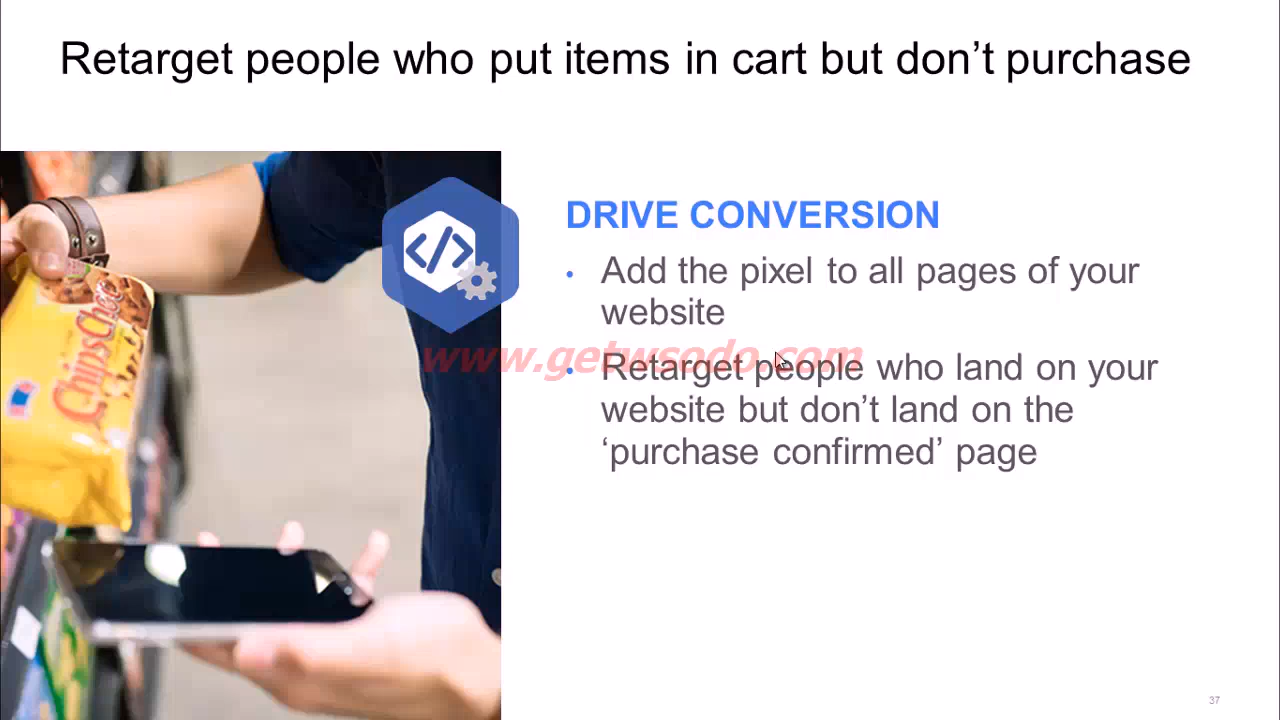 Retarget people who put items in cart but don’t purchase
DRIVE CONVERSION
• Add the pixel to all pages of your
website
www.getwsodo.com
• Retarget people who land on your
website but don’t land on the
‘purchase confirmed’ page
ChipsChoc
</>
37